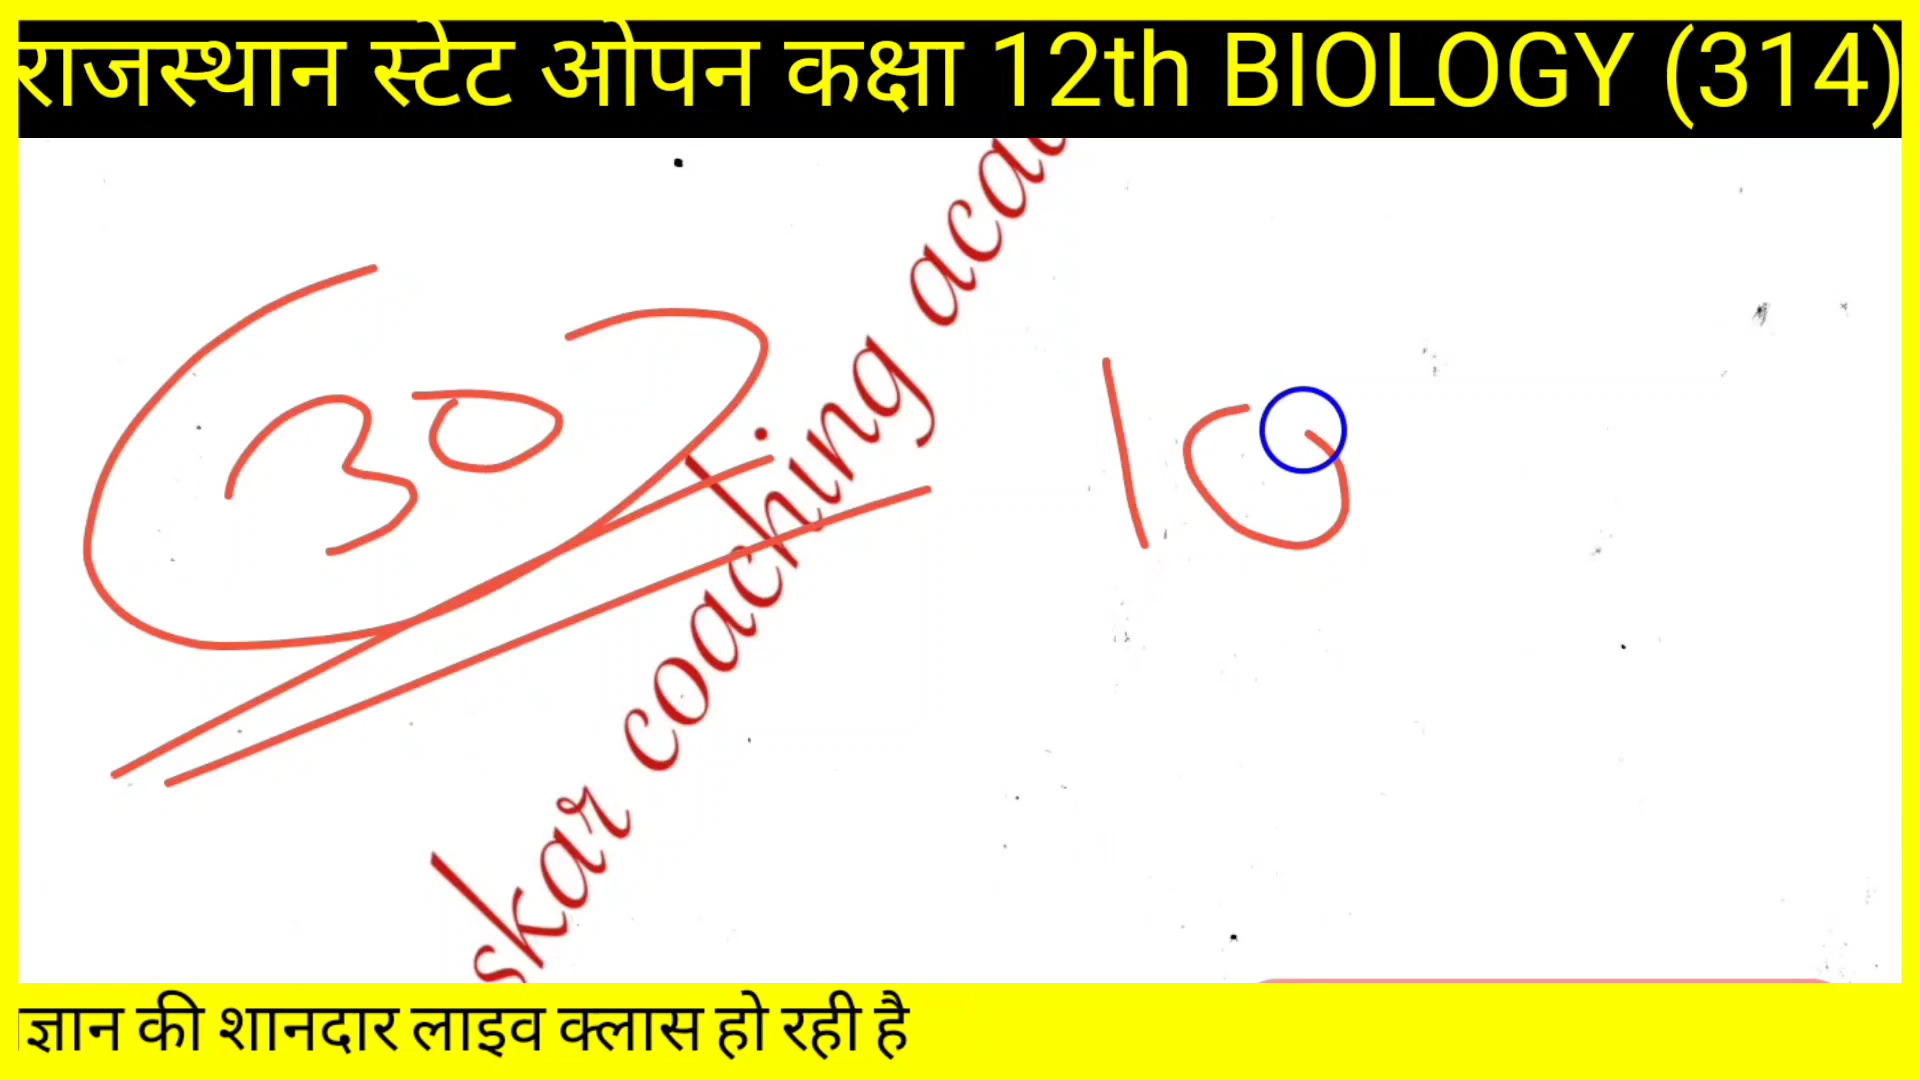 राजस्थान स्टेट ओपन कक्षा 12th BIOLOGY (314)
30
10
skar coaching aca
ज्ञान की शानदार लाइव क्लास हो रही है